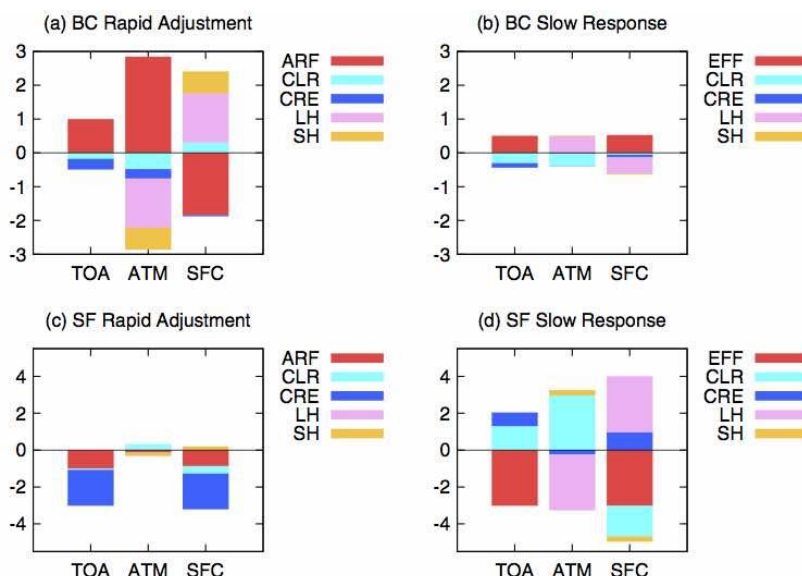 (a) BC Rapid Adjustment
3
2
1
0
-1
-2
-3
TOA ATM SFC
ARF
CLR
CRE
LH
SH
(b) BC Slow Response
3
2
1
0
-1
-2
-3
TOA ATM SFC
EFF
CLR
CRE
LH
SH
(c) SF Rapid Adjustment
4
2
0
-2
-4
TOA ATM SFC
ARF
CLR
CRE
LH
SH
(d) SF Slow Response
4
2
0
-2
-4
TOA ATM SFC
EFF
CLR
CRE
LH
SH